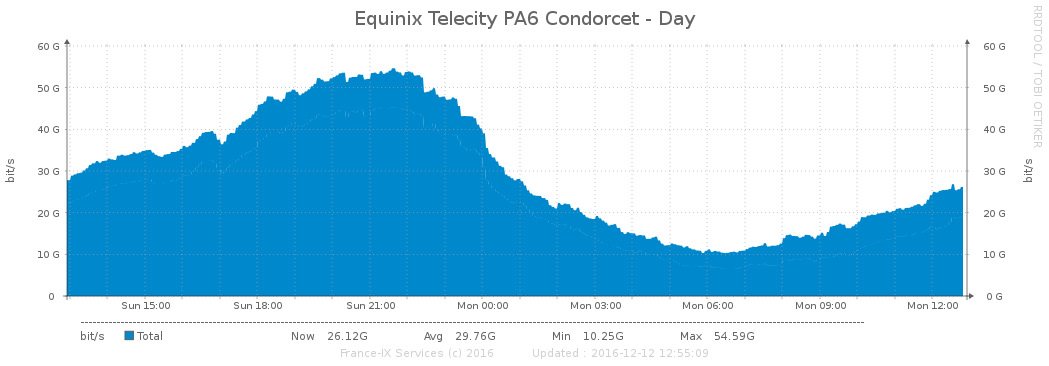 Equinix Telecity PA6 Condorcet - Day
RRDTOOL / TOBI OETIKER
60 G 60 G
50 G 50 G
40 G 40 G
30 G 30 G
20 G 20 G
10 G 10 G
0 0 G
bit/s bit/s
Sun 15:00 Sun 18:00 Sun 21:00 Mon 00:00 Mon 03:00 Mon 06:00 Mon 09:00 Mon 12:00
bit/s Total Now 26.12G Avg 29.76G Min 10.25G Max 54.59G
France-IX Services (c) 2016 Updated : 2016-12-12 12:55:09